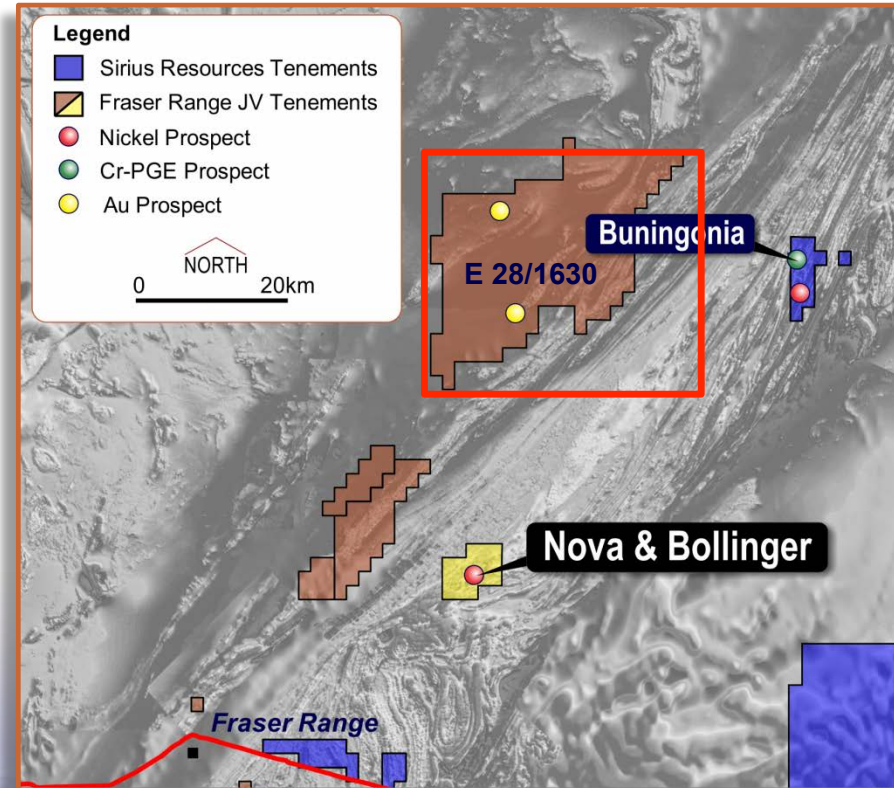 Legend
Sirius Resources Tenements
Fraser Range JV Tenements
Nickel Prospect
Cr-PGE Prospect
Au Prospect
NORTH
0 20km
Buningonia
E 28/1630
Nova & Bollinger
Fraser Range